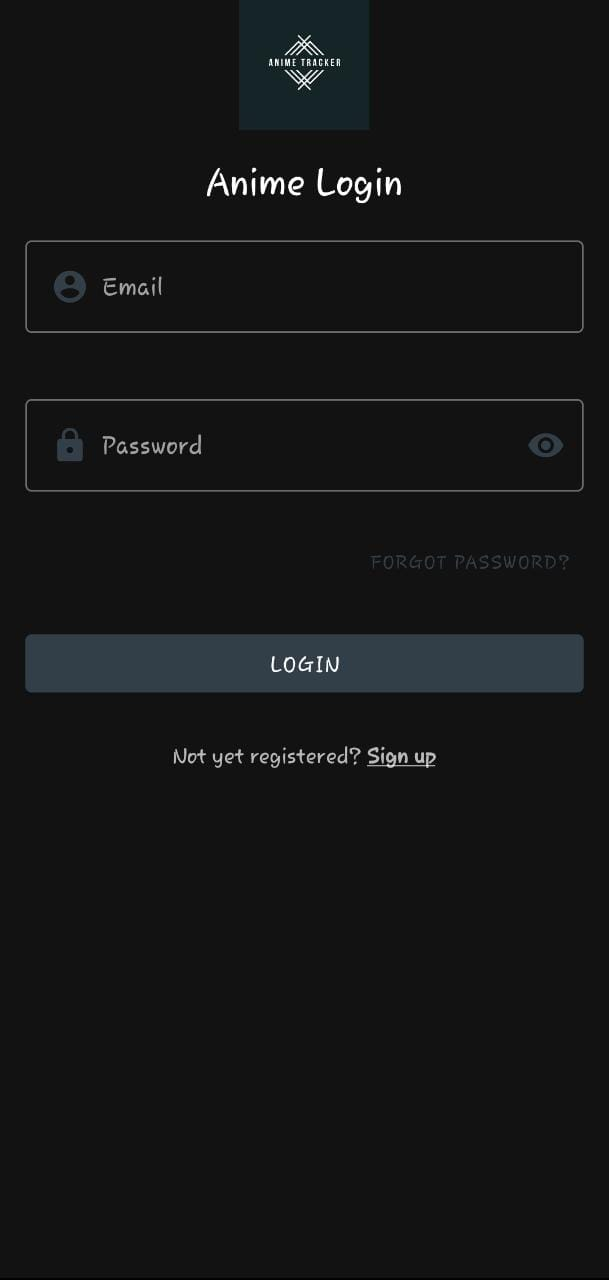 ANIME TRACKER
Anime Login
Email
Password
FORGOT PASSWORD?
LOGIN
Not yet registered? Sign up